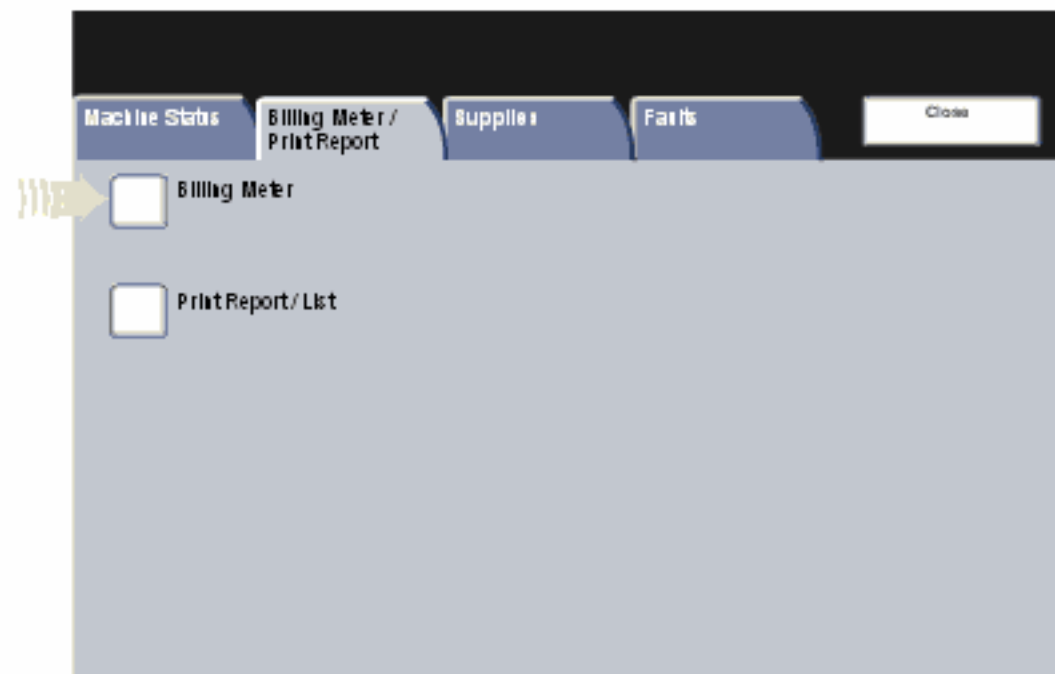 Machine Status
Billing Meter /
Print Report
Supplies
Faults
Close
Billing Meter
Print Report / List